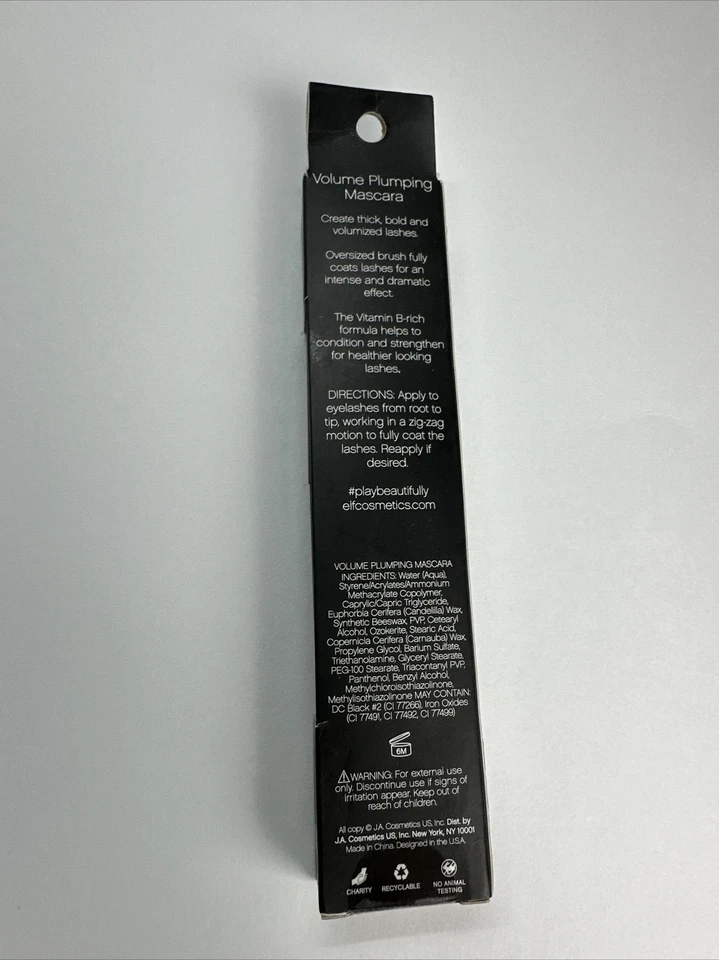 Volume Plumping
Mascara
Create thick, bold and
volumized lashes.
Oversized brush fully
coats lashes for an
intense and dramatic
effect.
The Vitamin B-rich
formula helps to
condition and strengthen
for healthier looking
lashes.
DIRECTIONS: Apply to
eyelashes from root to
tip, working in a zig-zag
motion to fully coat the
lashes. Reapply if
desired.
#playbeautifully
elfcosmetics.com
VOLUME PLUMPING MASCARA
INGREDIENTS: Water (Aqua),
Styrene/Acrylates/Ammonium
Methacrylate Copolymer,
Caprylic/Capric Triglyceride,
Euphorbia Cerifera (Candelilla) Wax,
Synthetic Beeswax, PVP, Cetearyl
Alcohol, Ozokerite, Stearic Acid,
Copernicia Cerifera (Carnauba) Wax,
Propylene Glycol, Barium Sulfate,
Triethanolamine, Glyceryl Stearate,
PEG-100 Stearate, Triacontanyl PVP,
Panthenol, Benzyl Alcohol,
Methylchloroisothiazolinone,
Methylisothiazolinone MAY CONTAIN:
DC Black #2 (CI 77266), Iron Oxides
(CI 77491, CI 77492, CI 77499)
6M
WARNING: For external use
only. Discontinue use if signs of
irritation appear. Keep out of
reach of children.
All copy © J.A. Cosmetics US, Inc. Dist. by
J.A. Cosmetics US, Inc. New York, NY 10001
Made in China. Designed in the U.S.A.
CHARITY RECYCLABLE NO ANIMAL
TESTING